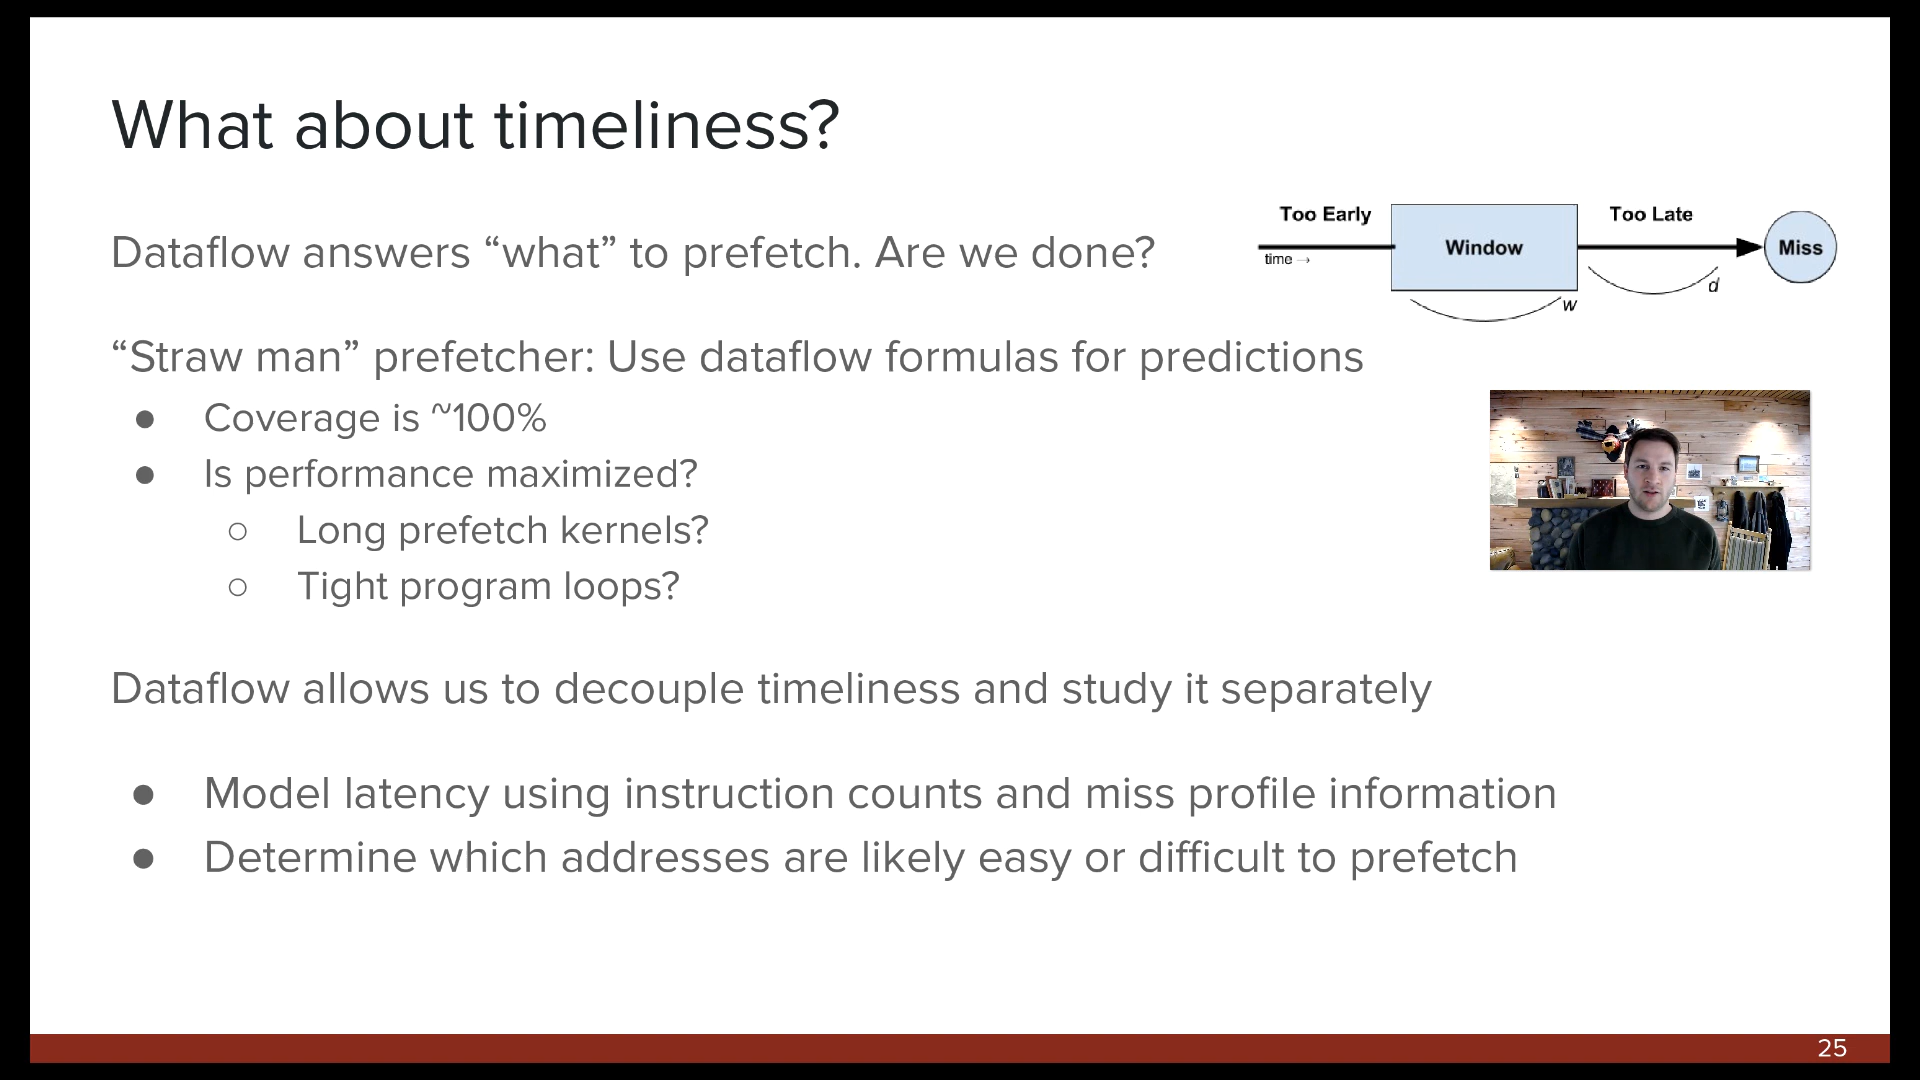 What about timeliness?
Dataflow answers “what” to prefetch. Are we done?
Too Early
Window
Too Late
Miss
time →
w
d
“Straw man” prefetcher: Use dataflow formulas for predictions
● Coverage is ~100%
● Is performance maximized?
○ Long prefetch kernels?
○ Tight program loops?
Dataflow allows us to decouple timeliness and study it separately
● Model latency using instruction counts and miss profile information
● Determine which addresses are likely easy or difficult to prefetch
25